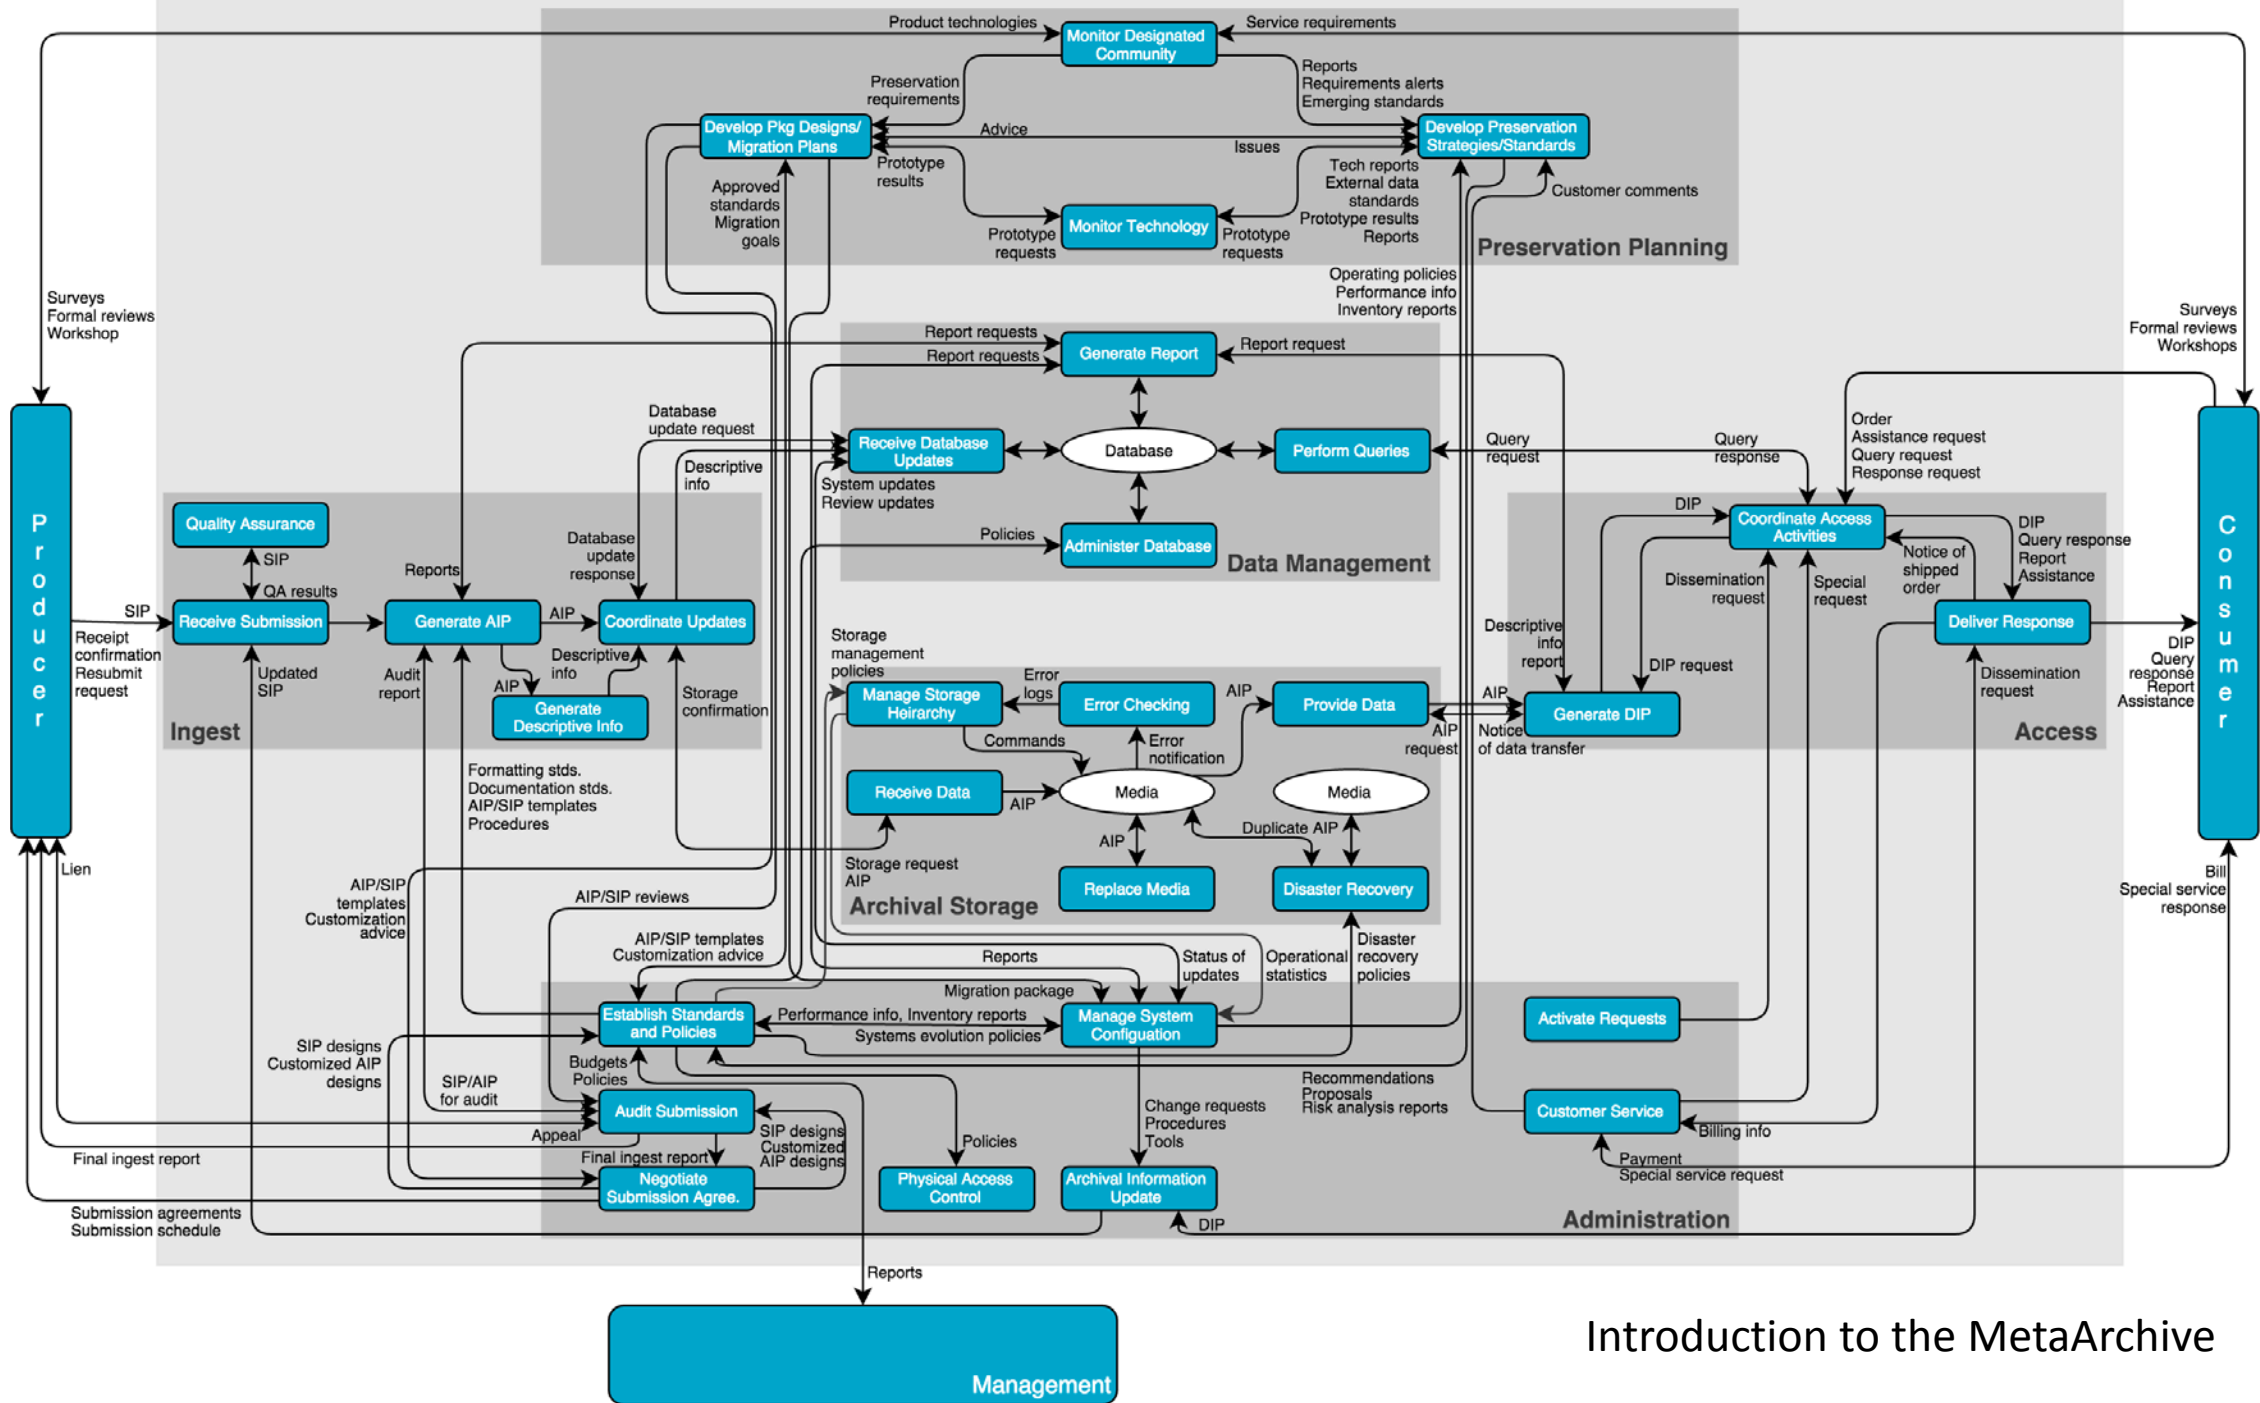 Product technologies
Service requirements
Monitor Designated
Community
Preservation
requirements
Reports
Requirements alerts
Emerging standards
Develop Pkg Designs/
Migration Plans
Advice
Issues
Develop Preservation
Strategies/Standards
Prototype
results
Approved
standards
Migration
goals
Tech reports
External data
standards
Prototype results
Reports
Customer comments
Prototype
requests
Monitor Technology
Prototype
requests
Preservation Planning
Operating policies
Performance info
Inventory reports
Surveys
Formal reviews
Workshop
Surveys
Formal reviews
Workshops
Report requests
Report requests
Generate Report
Report request
Database
update request
Descriptive
info
Receive Database
Updates
Database
Perform Queries
Query
request
Query
response
Order
Assistance request
Query request
Response request
System updates
Review updates
Policies
Administer Database
Data Management
Producer
Consumer
Quality Assurance
SIP
QA results
SIP
Receive Submission
Receipt
confirmation
Resubmit
request
Reports
Generate AIP
AIP
Database
update
response
Coordinate Updates
Updated
SIP
Audit
report
AIP
Descriptive
info
Generate
Descriptive Info
Storage
confirmation
Ingest
DIP
Coordinate Access
Activities
DIP
Query response
Report
Assistance
Notice of
shipped
order
Dissemination
request
Special
request
Deliver Response
Descriptive
info
report
DIP request
Dissemination
request
DIP
Query
response
Report
Assistance
Generate DIP
Access
Storage
management
policies
Manage Storage
Heirarchy
Error
logs
Error Checking
AIP
Provide Data
AIP
AIP
request
Notice
of data transfer
Commands
Error
notification
Receive Data
AIP
Media
Media
AIP
Duplicate AIP
Storage request
AIP
Replace Media
Disaster Recovery
Archival Storage
Formatting stds.
Documentation stds.
AIP/SIP templates
Procedures
Lien
AIP/SIP
templates
Customization
advice
AIP/SIP reviews
AIP/SIP templates
Customization advice
Reports
Status of
updates
Operational
statistics
Disaster
recovery
policies
Bill
Special service
response
Migration package
Establish Standards
and Policies
Performance info, Inventory reports
Systems evolution policies
Manage System
Configuation
Activate Requests
SIP designs
Customized AIP
designs
Budgets
Policies
SIP/AIP
for audit
Audit Submission
Recommendations
Proposals
Risk analysis reports
Customer Service
Billing info
Change requests
Procedures
Tools
Appeal
SIP designs
Customized
AIP designs
Policies
Final ingest report
Final ingest report
Payment
Special service request
Negotiate
Submission Agree.
Physical Access
Control
Archival Information
Update
Submission agreements
Submission schedule
DIP
Administration
Reports
Management
Introduction to the MetaArchive